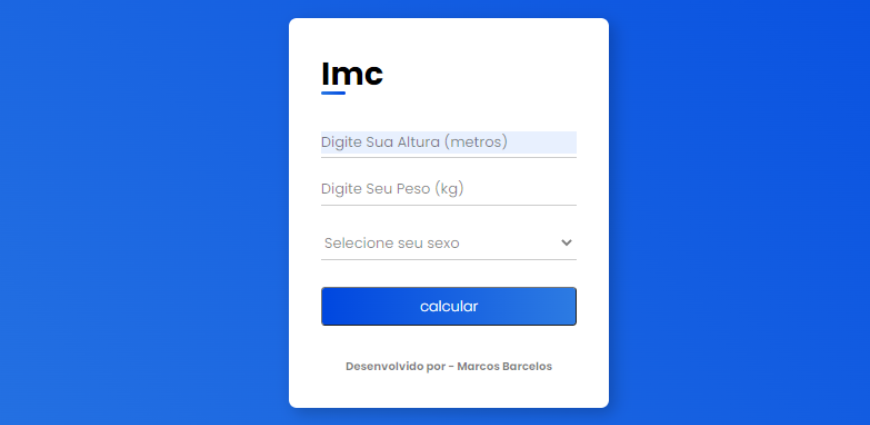 Imc
Digite Sua Altura (metros)
Digite Seu Peso (kg)
Selecione seu sexo
calcular
Desenvolvido por - Marcos Barcelos